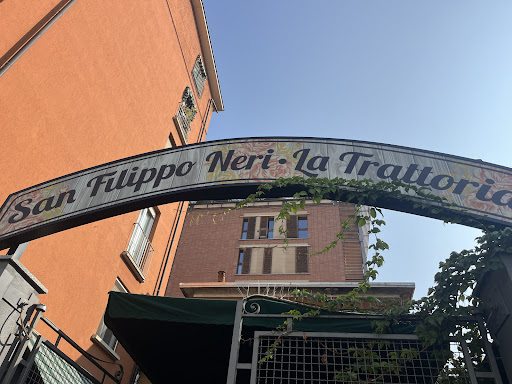 San Filippo Neri • La Trattoria